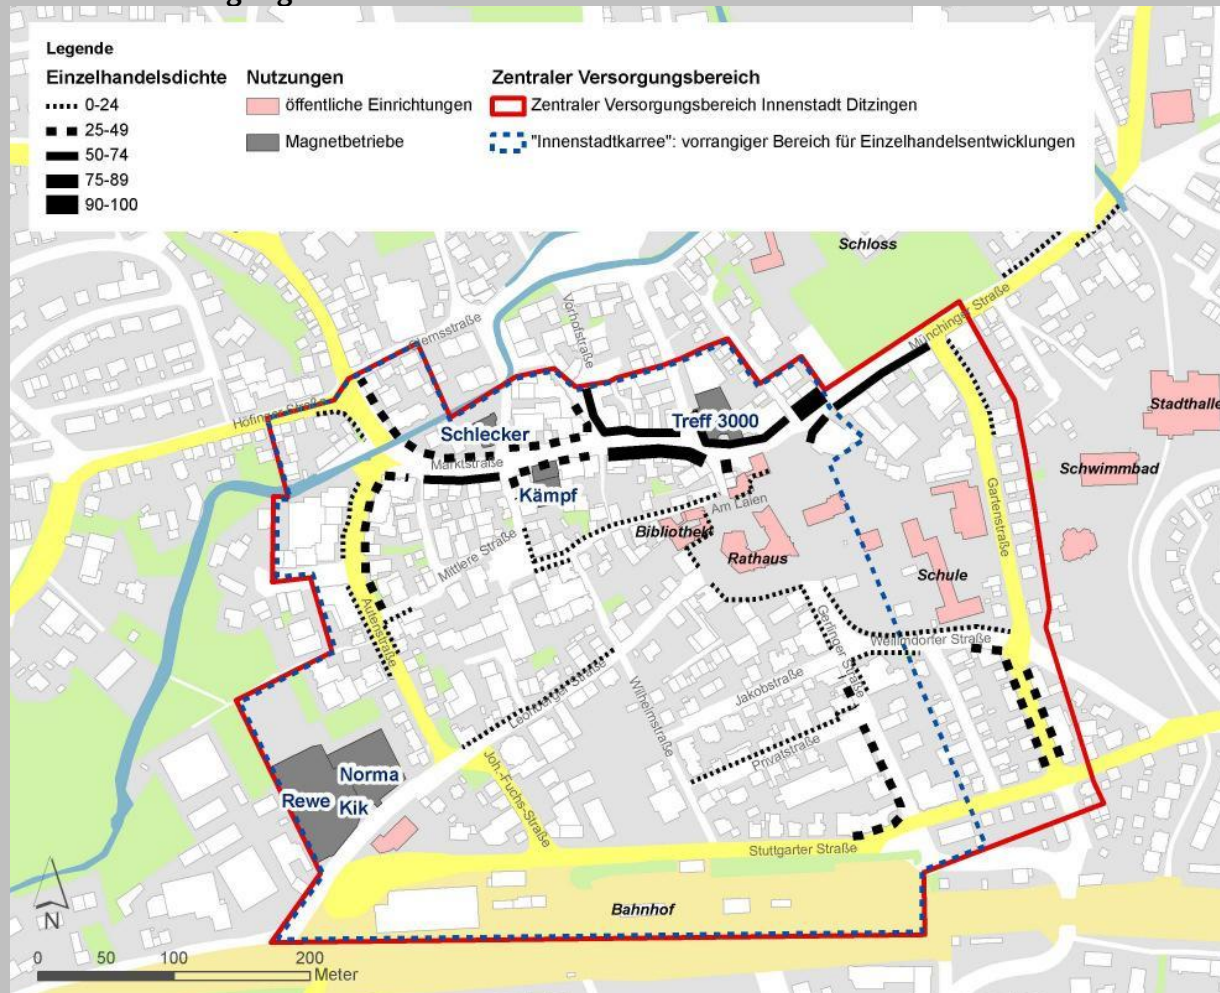 Legende
Einzelhandelsdichte
0-24
25-49
50-74
75-89
90-100
Nutzungen
öffentliche Einrichtungen
Magnetbetriebe
Zentraler Versorgungsbereich
Zentraler Versorgungsbereich Innenstadt Ditzingen
"Innenstadtkarree": vorrangiger Bereich für Einzelhandelsentwicklungen
Schloss
Münchinger Straße
Vorhofstraße
Glemsstraße
Höfinger Straße
Stadthalle
Treff 3000
Schlecker
Marktstraße
Schwimmbad
Kämpf
Am Laien
Gartenstraße
Bibliothek
Rathaus
Mittlere Straße
Schule
Autenstraße
Gerlinger Straße
Weilimdorfer Straße
Leonberger Straße
Wilhelmstraße
Jakobstraße
Privatstraße
Norma
Rewe
Kik
Joh.-Fuchs-Straße
Stuttgarter Straße
Bahnhof
N
0 50 100 200
Meter